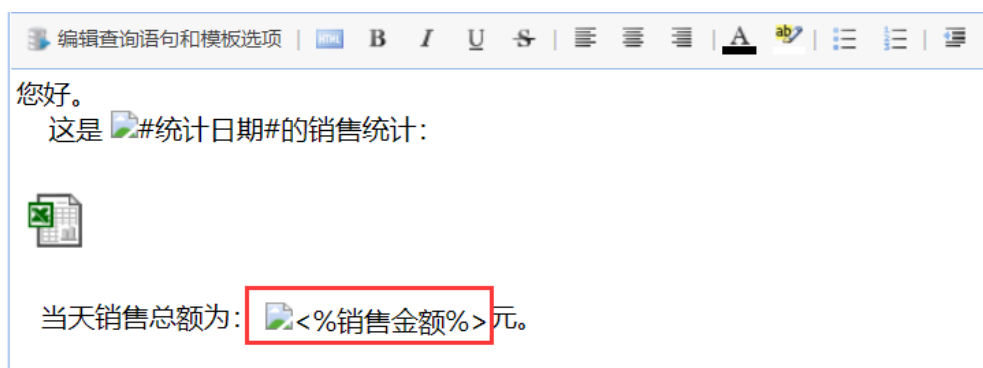 编辑查询语句和模板选项 | HTML B I U S | A ab |
您好。
这是 #统计日期#的销售统计：
当天销售总额为： <%销售金额%>元。